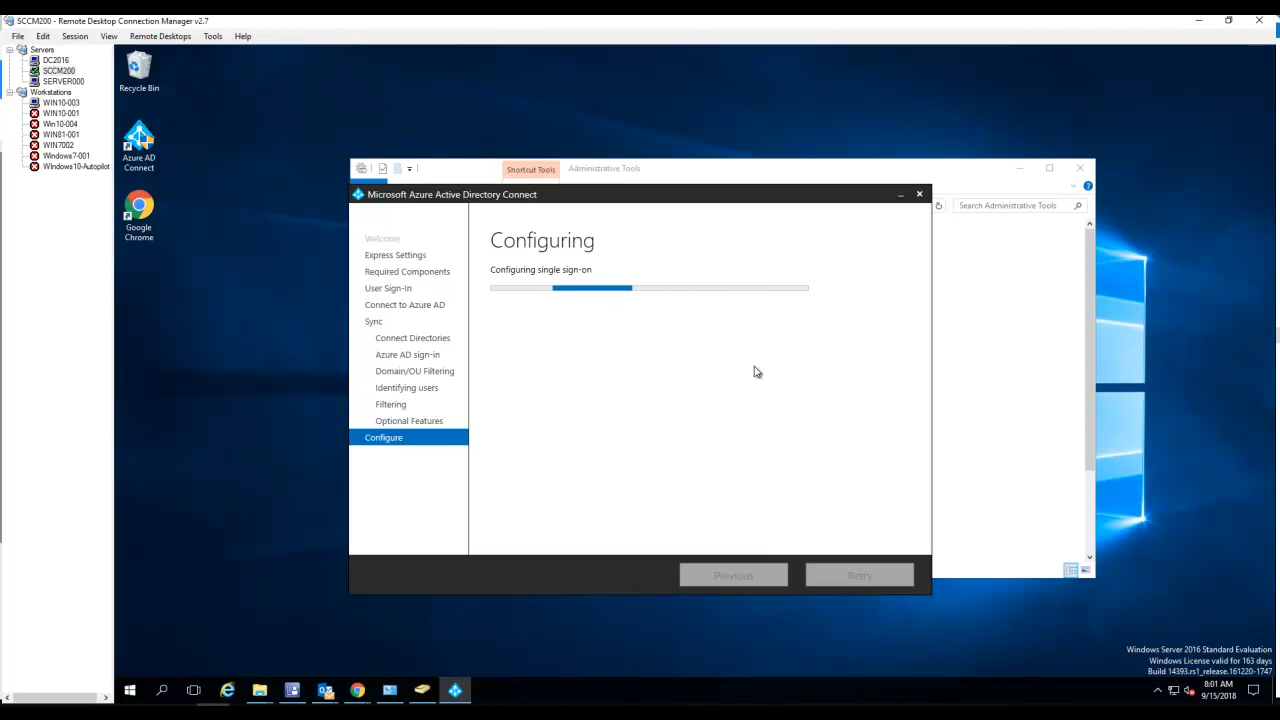 SCCM200 - Remote Desktop Connection Manager v2.7
File Edit Session View Remote Desktops Tools Help
Servers
DC2016
SCCM200
SERVER000
Workstations
WIN10-003
WIN10-001
Win10-004
WIN81-001
WIN7002
Windows7-001
Windows10-Autopilot
Recycle Bin
Azure AD
Connect
Google
Chrome
Shortcut Tools Administrative Tools
Search Administrative Tools
Microsoft Azure Active Directory Connect
Welcome
Express Settings
Required Components
User Sign-In
Connect to Azure AD
Sync
Connect Directories
Azure AD sign-in
Domain/OU Filtering
Identifying users
Filtering
Optional Features
Configure
Configuring
Configuring single sign-on
Previous Retry
Windows Server 2016 Standard Evaluation
Windows License valid for 163 days
Build 14393.rs1_release.161220-1747
8:01 AM
9/15/2018